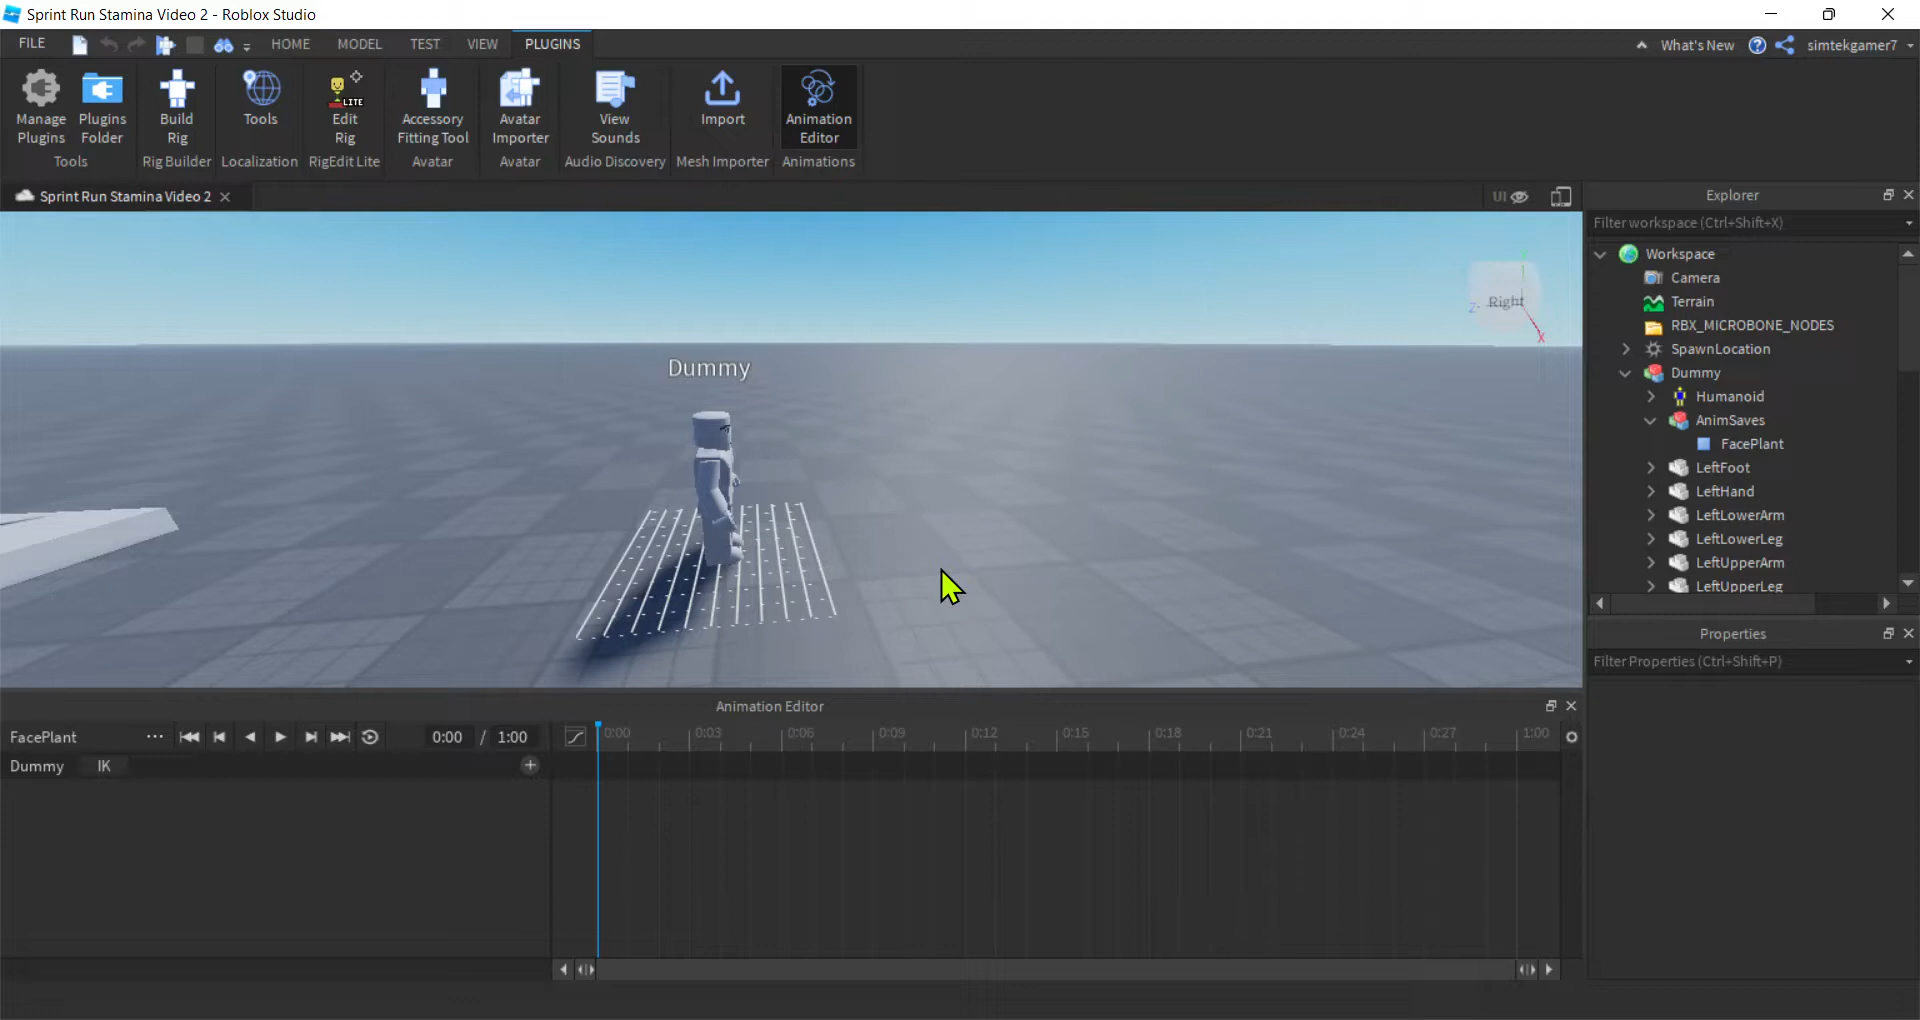 Sprint Run Stamina Video 2 - Roblox Studio
FILE HOME MODEL TEST VIEW PLUGINS What's New simtekgamer7
Manage Plugins
Plugins Folder
Tools
Build Rig
Rig Builder
Tools
Localization
LITE
Edit Rig
RigEdit Lite
Accessory Fitting Tool
Avatar
Avatar Importer
Avatar
View Sounds
Audio Discovery
Import
Mesh Importer
Animation Editor
Animations
Sprint Run Stamina Video 2
UI
Right
Z-
X
Dummy
Explorer
Filter workspace (Ctrl+Shift+X)
Workspace
Camera
Terrain
RBX_MICROBONE_NODES
SpawnLocation
Dummy
Humanoid
AnimSaves
FacePlant
LeftFoot
LeftHand
LeftLowerArm
LeftLowerLeg
LeftUpperArm
LeftUpperLeg
Properties
Filter Properties (Ctrl+Shift+P)
Animation Editor
FacePlant ... 0:00 / 1:00
0:00 0:03 0:06 0:09 0:12 0:15 0:18 0:21 0:24 0:27 1:00
Dummy IK